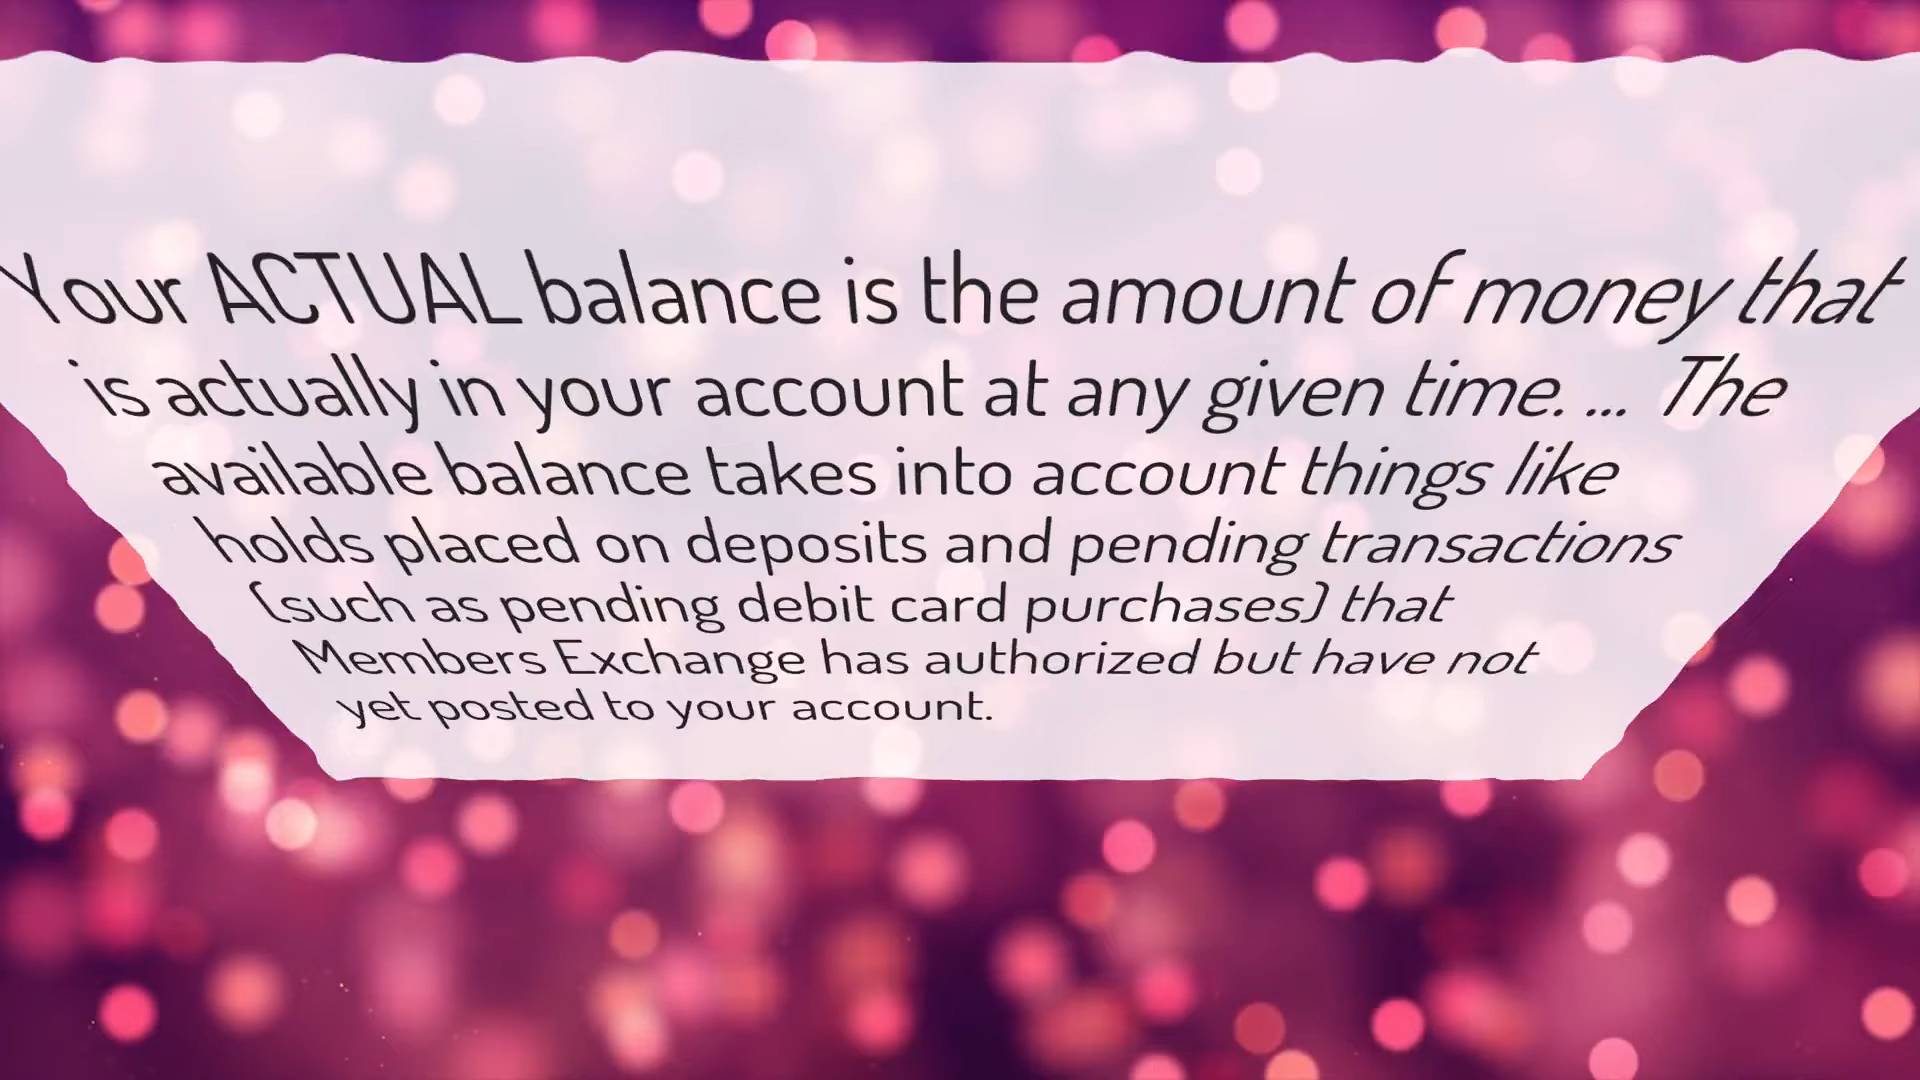 Your ACTUAL balance is the amount of money that
is actually in your account at any given time. ... The
available balance takes into account things like
holds placed on deposits and pending transactions
(such as pending debit card purchases) that
Members Exchange has authorized but have not
yet posted to your account.